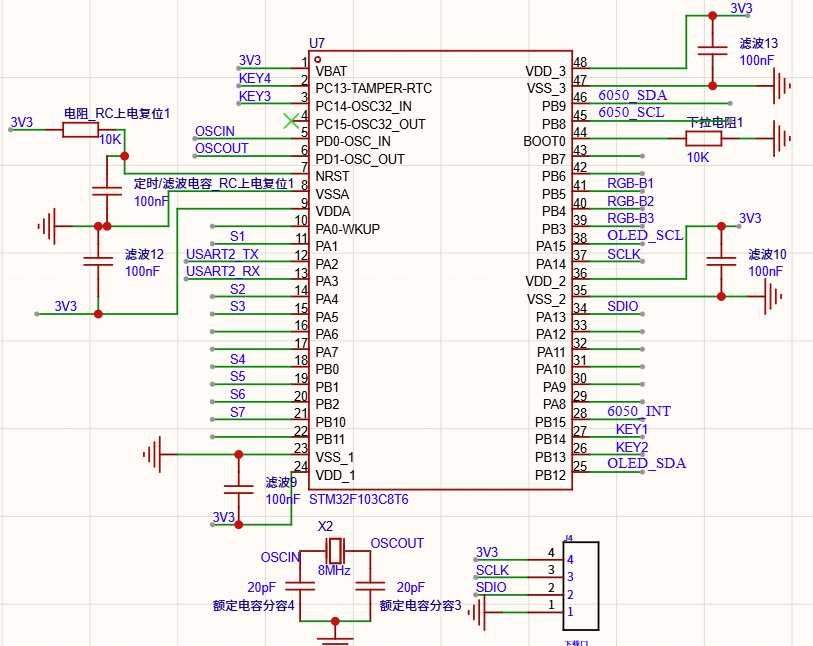 3V3
U7
滤波13
100nF
3V3 1 VBAT VDD_3 48
KEY4 2 PC13-TAMPER-RTC VSS_3 47
KEY3 3 PC14-OSC32_IN PB9 46 6050_SDA
4 PC15-OSC32_OUT PB8 45 6050_SCL
电阻_RC上电复位1
3V3
10K
下拉电阻1
10K
OSCIN 5 PD0-OSC_IN BOOT0 44
OSCOUT 6 PD1-OSC_OUT PB7 43
7 NRST PB6 42
定时/滤波电容_RC上电复位1
100nF
8 VSSA PB5 41 RGB-B1
9 VDDA PB4 40 RGB-B2
10 PA0-WKUP PB3 39 RGB-B3
S1 11 PA1 PA15 38 OLED_SCL
USART2_TX 12 PA2 PA14 37 SCLK
USART2_RX 13 PA3 VDD_2 36
滤波12
100nF
3V3
滤波10
100nF
S2 14 PA4 VSS_2 35
3V3
S3 15 PA5 PA13 34 SDIO
16 PA6 PA12 33
17 PA7 PA11 32
S4 18 PB0 PA10 31
S5 19 PB1 PA9 30
S6 20 PB2 PA8 29
S7 21 PB10 PB15 28 6050_INT
22 PB11 PB14 27 KEY1
23 VSS_1 PB13 26 KEY2
24 VDD_1 PB12 25 OLED_SDA
滤波9
100nF
STM32F103C8T6
3V3
X2
OSCIN
OSCOUT
8MHz
20pF
20pF
额定电容分容4
额定电容分容3
J4
3V3 4 4
SCLK 3 3
SDIO 2 2
1 1
下载口